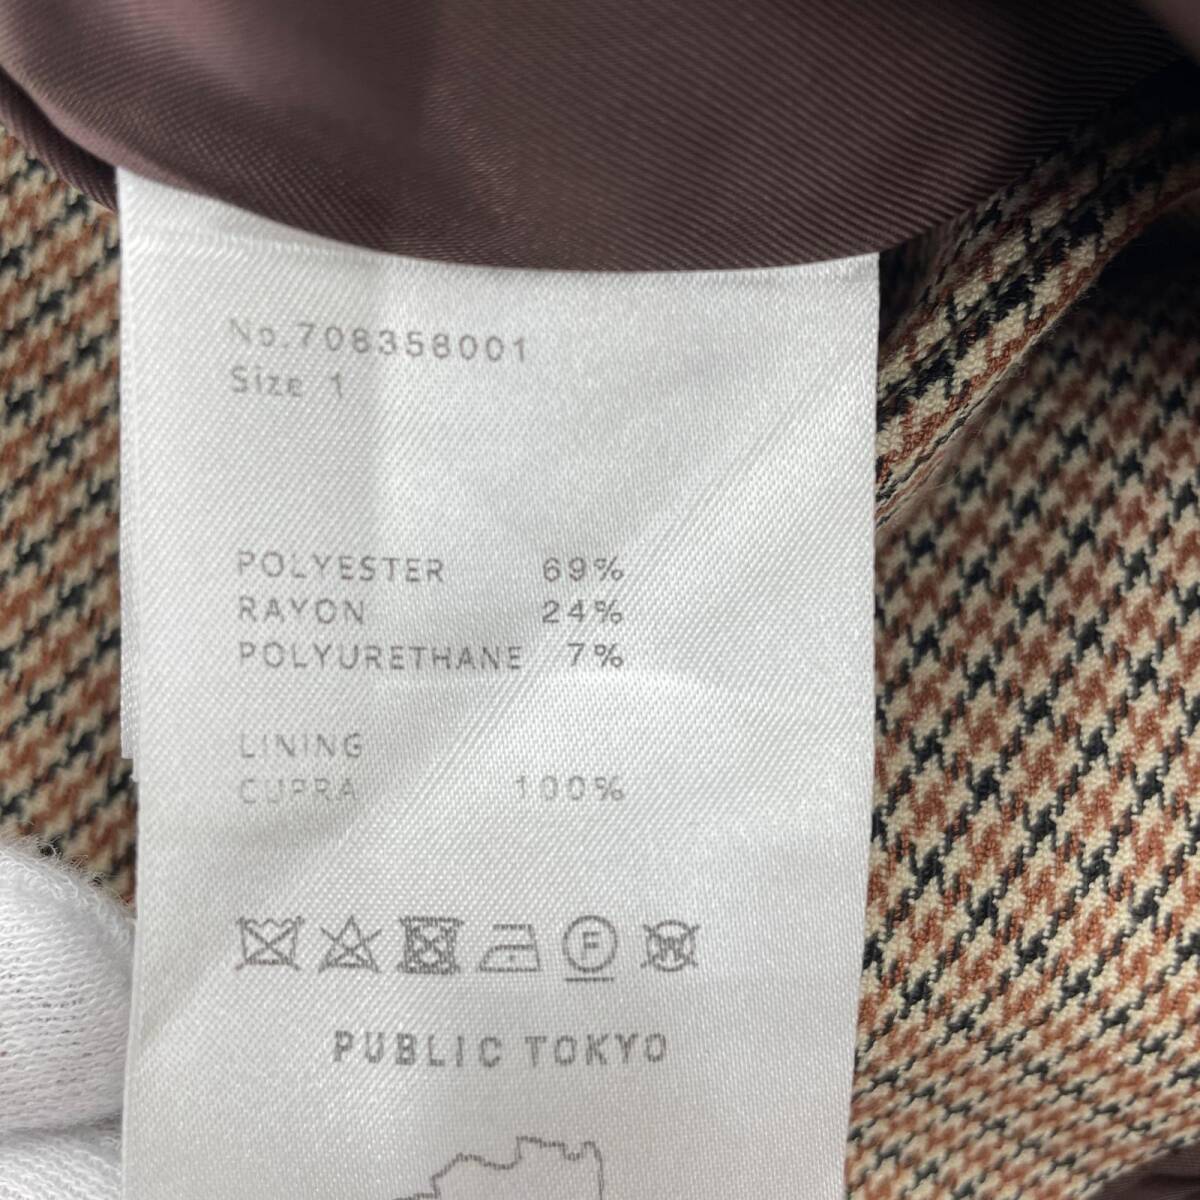 No.708358001
Size 1
POLYESTER 69%
RAYON 24%
POLYURETHANE 7%
LINING
CUPRA 100%
F
W
PUBLIC TOKYO